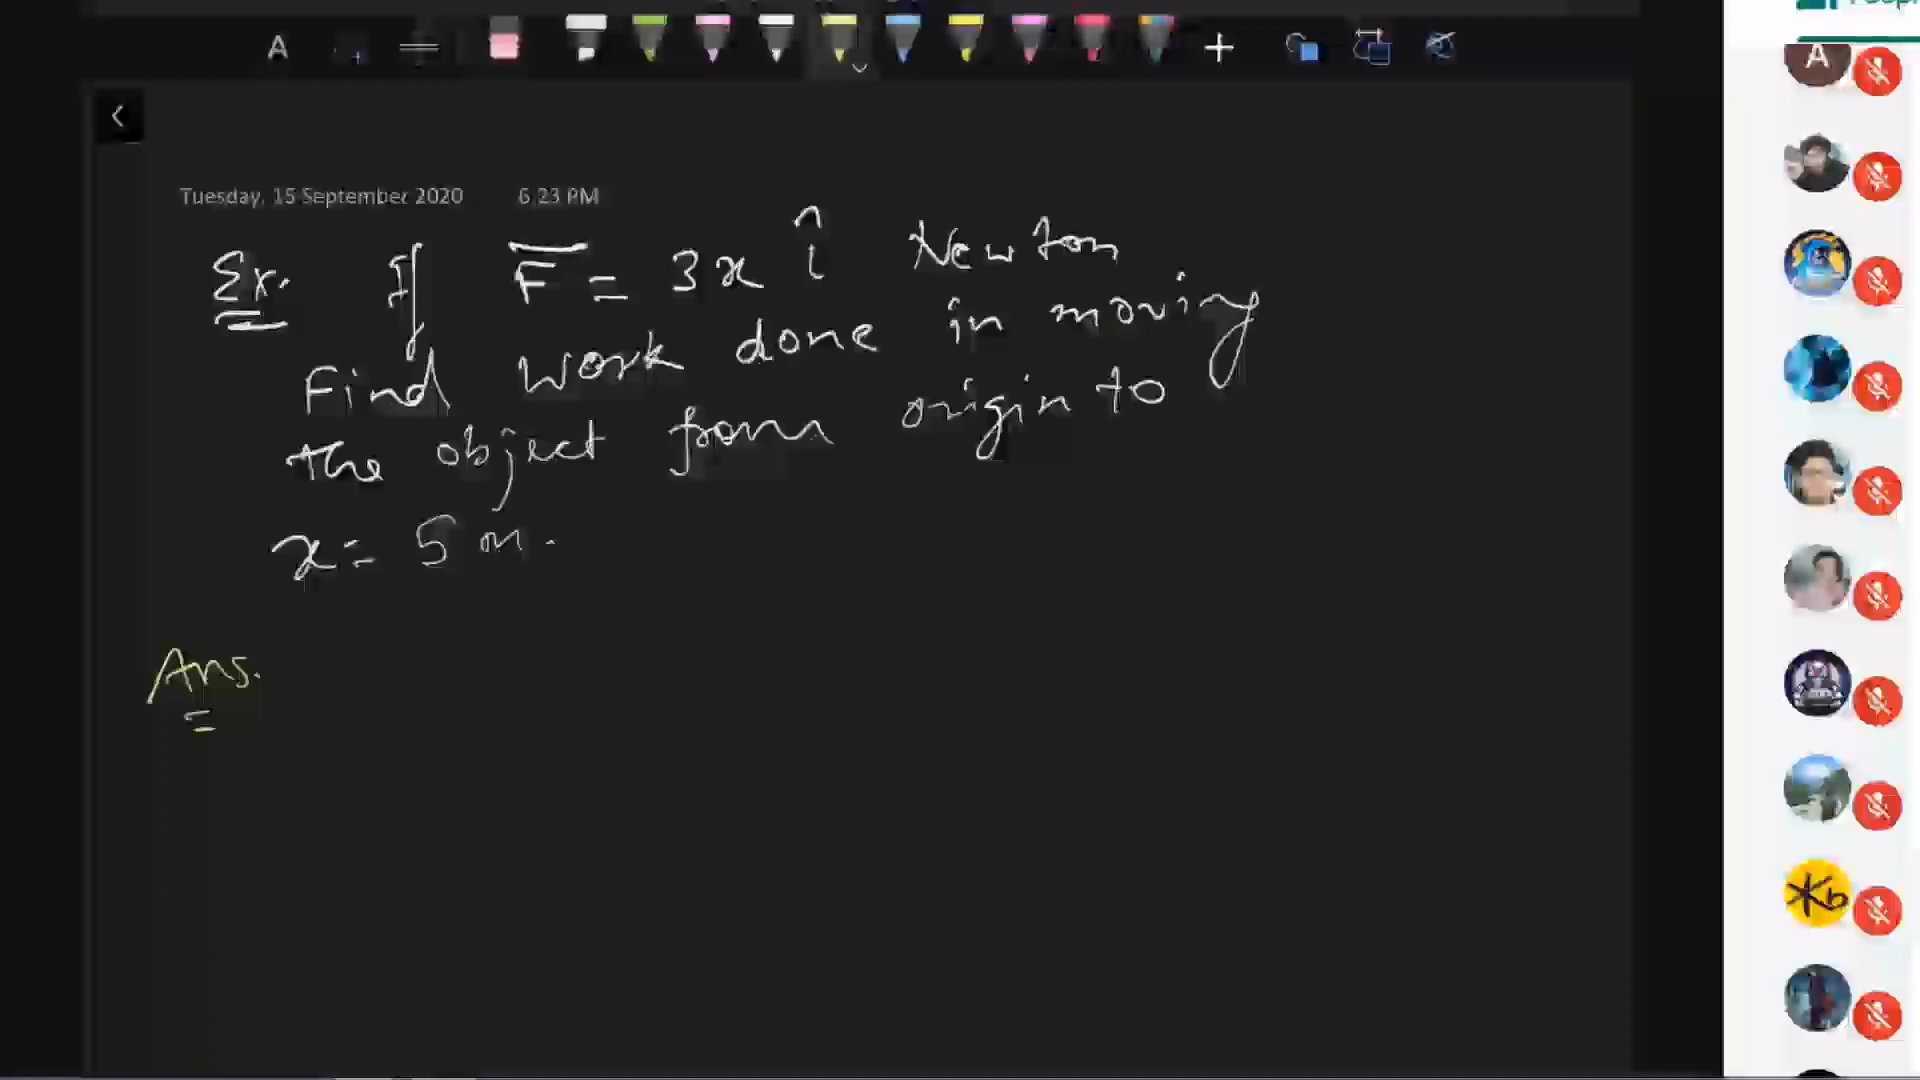 A
Tuesday, 15 September 2020 6:23 PM
Ex. If F̅ = 3x î Newton
Find work done in moving
the object from origin to
x = 5 m.
Ans.
A
Kb